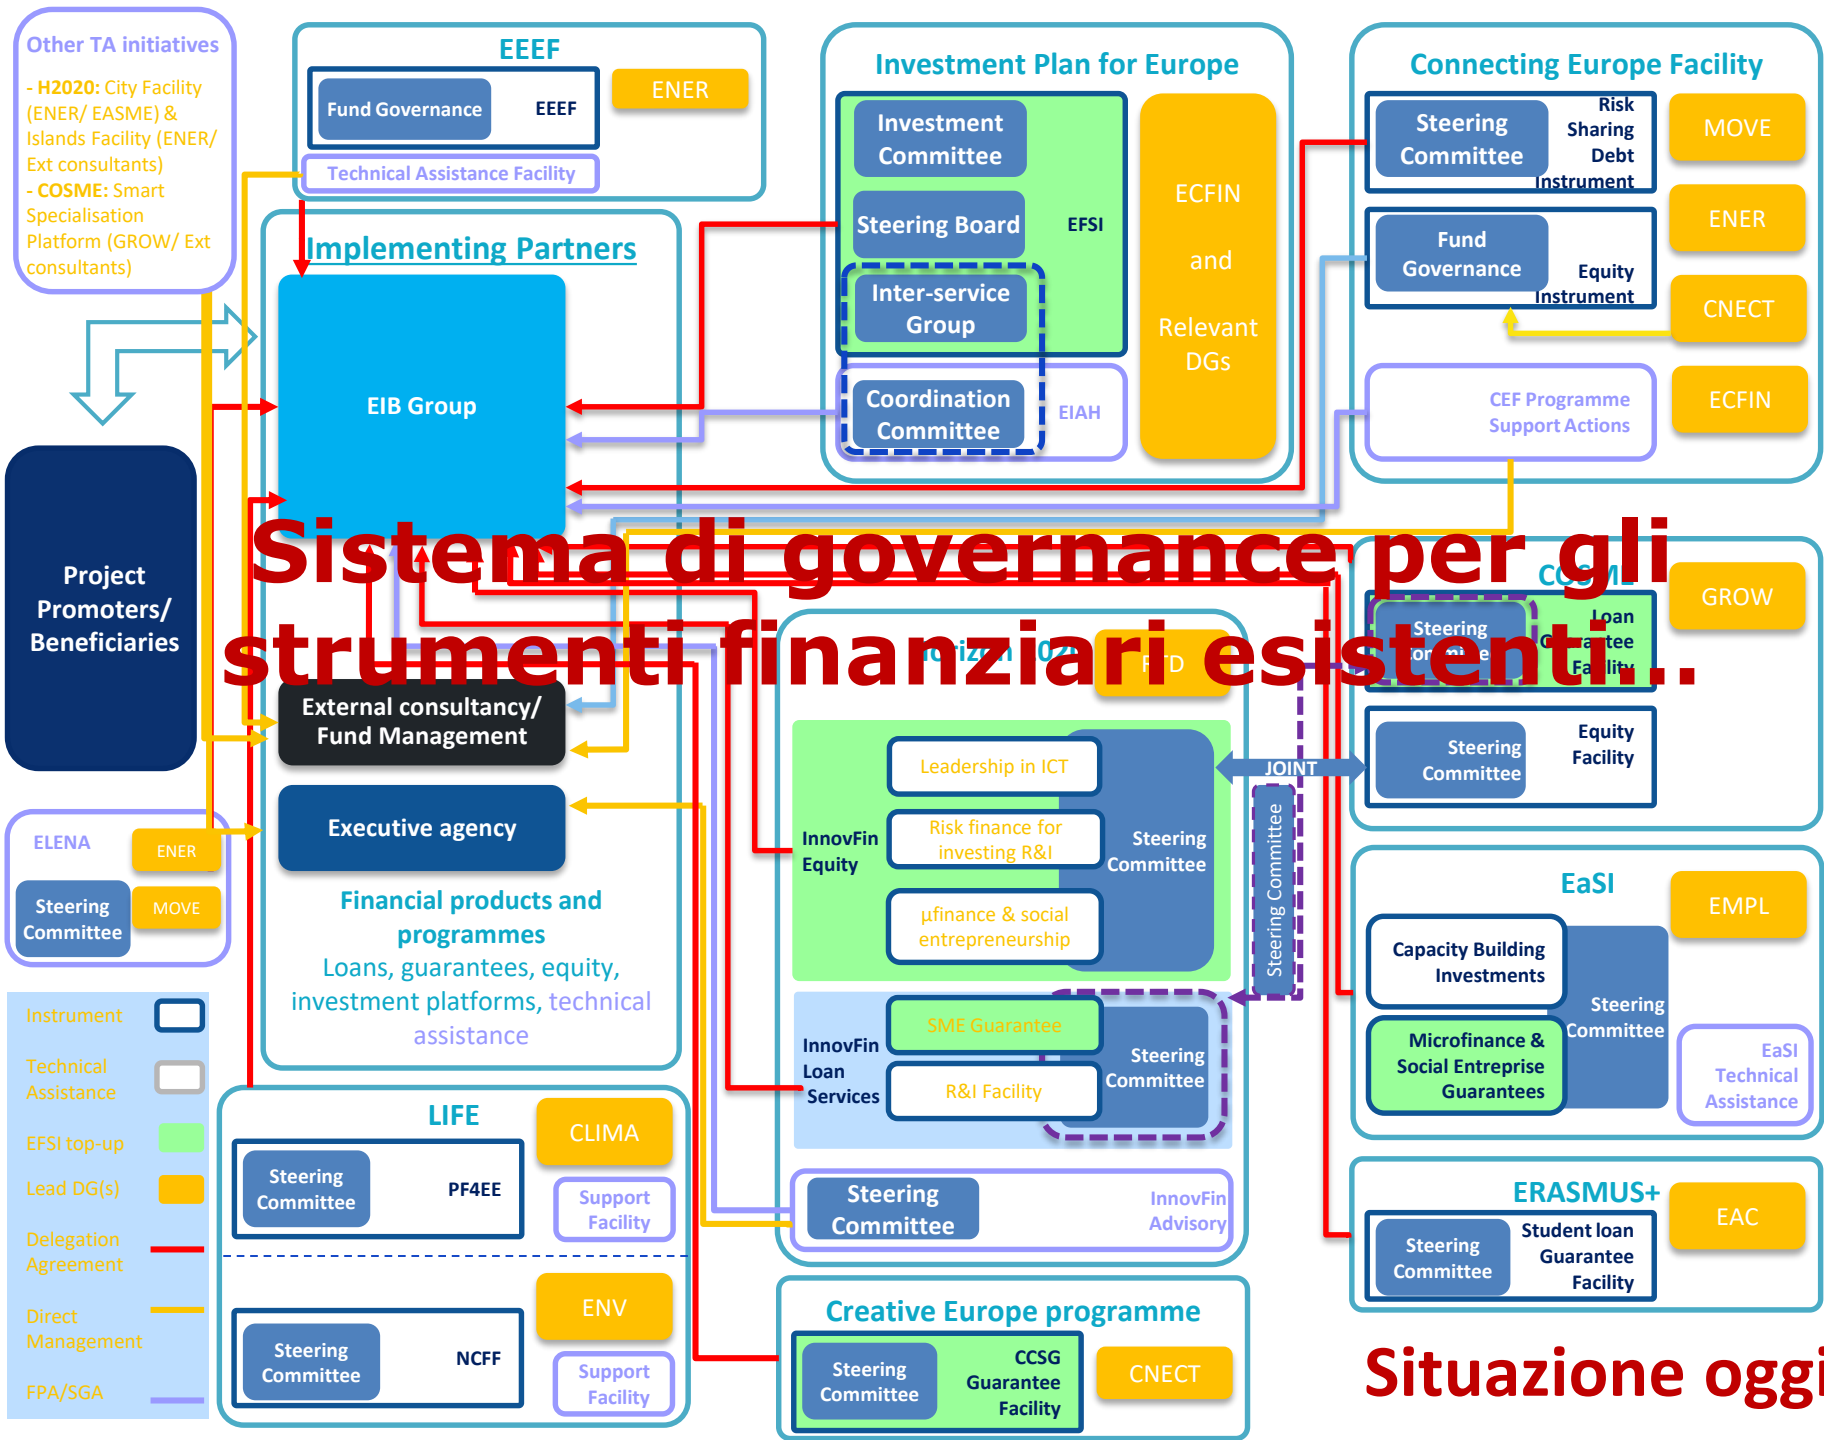 Other TA initiatives
- H2020: City Facility
(ENER/ EASME) &
Islands Facility (ENER/
Ext consultants)
- COSME: Smart
Specialisation
Platform (GROW/ Ext
consultants)
EEEF
Fund Governance
EEEF
ENER
Technical Assistance Facility
Investment Plan for Europe
Investment
Committee
Steering Board
EFSI
Inter-service
Group
Coordination
Committee
EIAH
ECFIN
and
Relevant
DGs
Connecting Europe Facility
Steering
Committee
Risk
Sharing
Debt
Instrument
MOVE
Fund
Governance
Equity
Instrument
ENER
CNECT
CEF Programme
Support Actions
ECFIN
Implementing Partners
EIB Group
Project
Promoters/
Beneficiaries
Sistema di governance per gli
strumenti finanziari esistenti...
External consultancy/
Fund Management
Executive agency
Financial products and
programmes
Loans, guarantees, equity,
investment platforms, technical
assistance
ELENA
ENER
Steering
Committee
MOVE
Horizon 2020
RTD
InnovFin
Equity
Leadership in ICT
Risk finance for
investing R&I
µfinance & social
entrepreneurship
Steering
Committee
JOINT
Steering Committee
InnovFin
Loan
Services
SME Guarantee
R&I Facility
Steering
Committee
Steering
Committee
InnovFin
Advisory
COSME
GROW
Steering
Committee
Loan
Guarantee
Facility
Steering
Committee
Equity
Facility
EaSI
EMPL
Capacity Building
Investments
Microfinance &
Social Entreprise
Guarantees
Steering
Committee
EaSI
Technical
Assistance
ERASMUS+
EAC
Steering
Committee
Student loan
Guarantee
Facility
Instrument
Technical
Assistance
EFSI top-up
Lead DG(s)
Delegation
Agreement
Direct
Management
FPA/SGA
LIFE
CLIMA
Steering
Committee
PF4EE
Support
Facility
ENV
Steering
Committee
NCFF
Support
Facility
Creative Europe programme
Steering
Committee
CCSG
Guarantee
Facility
CNECT
Situazione oggi